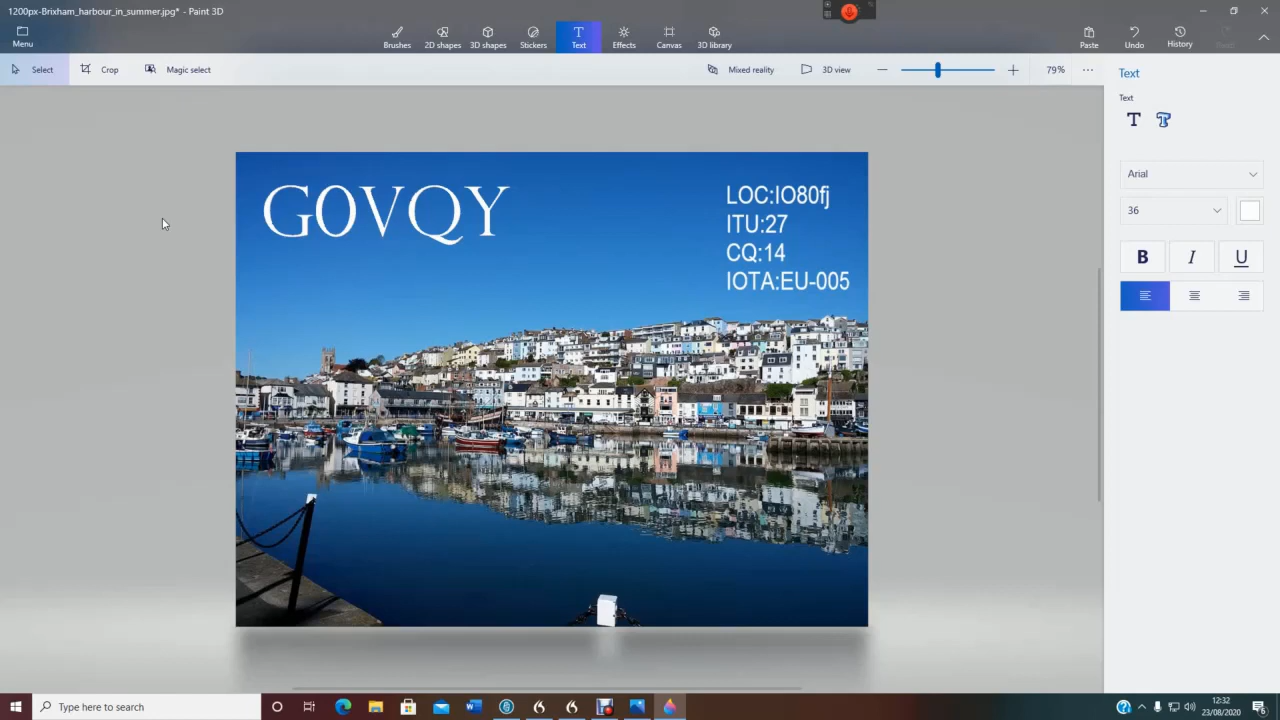 1200px-Brixham_harbour_in_summer.jpg* - Paint 3D
Menu
Brushes
2D shapes
3D shapes
Stickers
Text
Effects
Canvas
3D library
Paste
Undo
History
Select
Crop
Magic select
Mixed reality
3D view
79%
Text
Text
Arial
36
B I U
G0VQY
LOC:IO80fj
ITU:27
CQ:14
IOTA:EU-005
Type here to search
12:32
23/08/2020